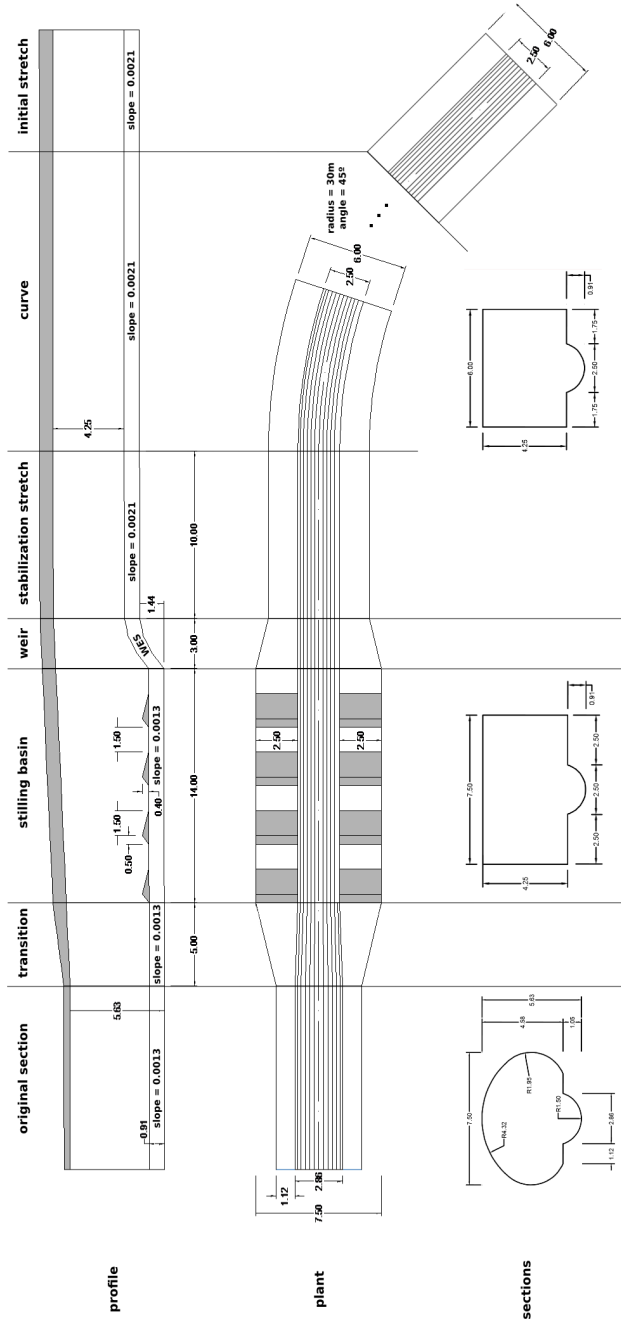 original section
transition
stilling basin
weir
stabilization stretch
curve
initial stretch
profile
0.91
5.63
slope = 0.0013
slope = 0.0013
0.50
1.50
0.40
1.50
slope = 0.0013
WES
1.44
slope = 0.0021
4.25
slope = 0.0021
slope = 0.0021
5.00
14.00
3.00
10.00
plant
1.12
2.86
7.50
2.50
2.50
2.50
6.00
radius = 30m
angle = 45º
2.50
6.00
sections
7.50
R4.32
R1.95
R1.50
4.98
5.63
1.05
1.12
2.86
7.50
4.25
2.50
2.50
2.50
0.91
6.00
4.25
1.75
2.50
1.75
0.91